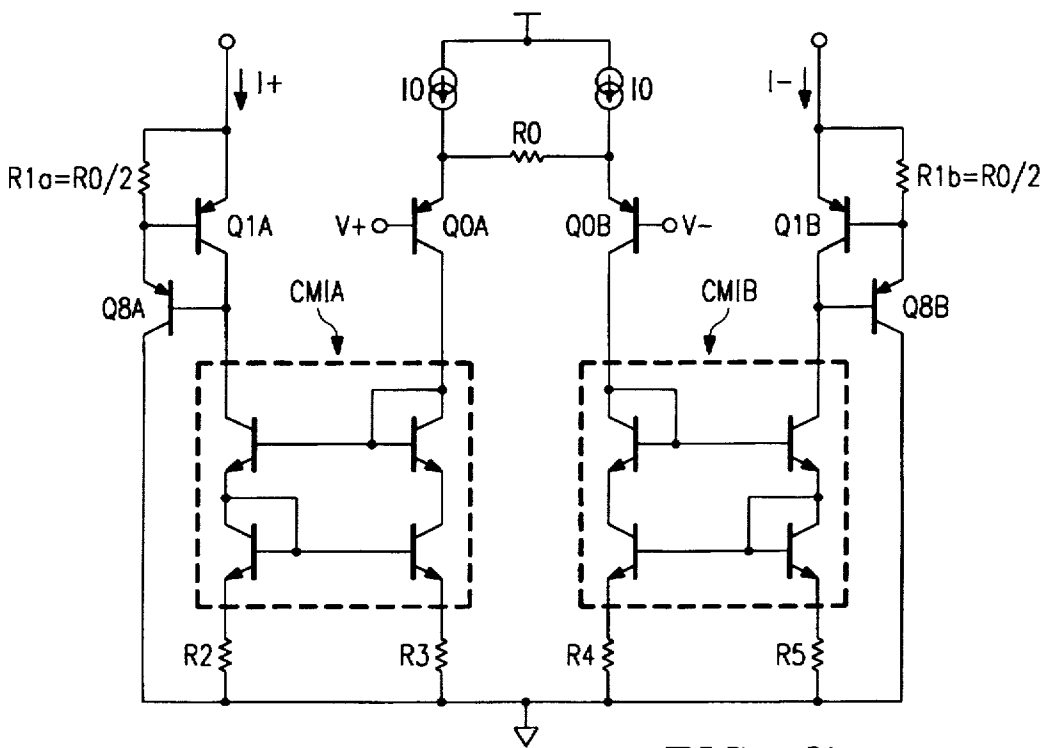 I+
I0
I0
I-
R0
R1a=R0/2
R1b=R0/2
Q1A
V+
Q0A
Q0B
V-
Q1B
Q8A
CMIA
CMIB
Q8B
R2
R3
R4
R5